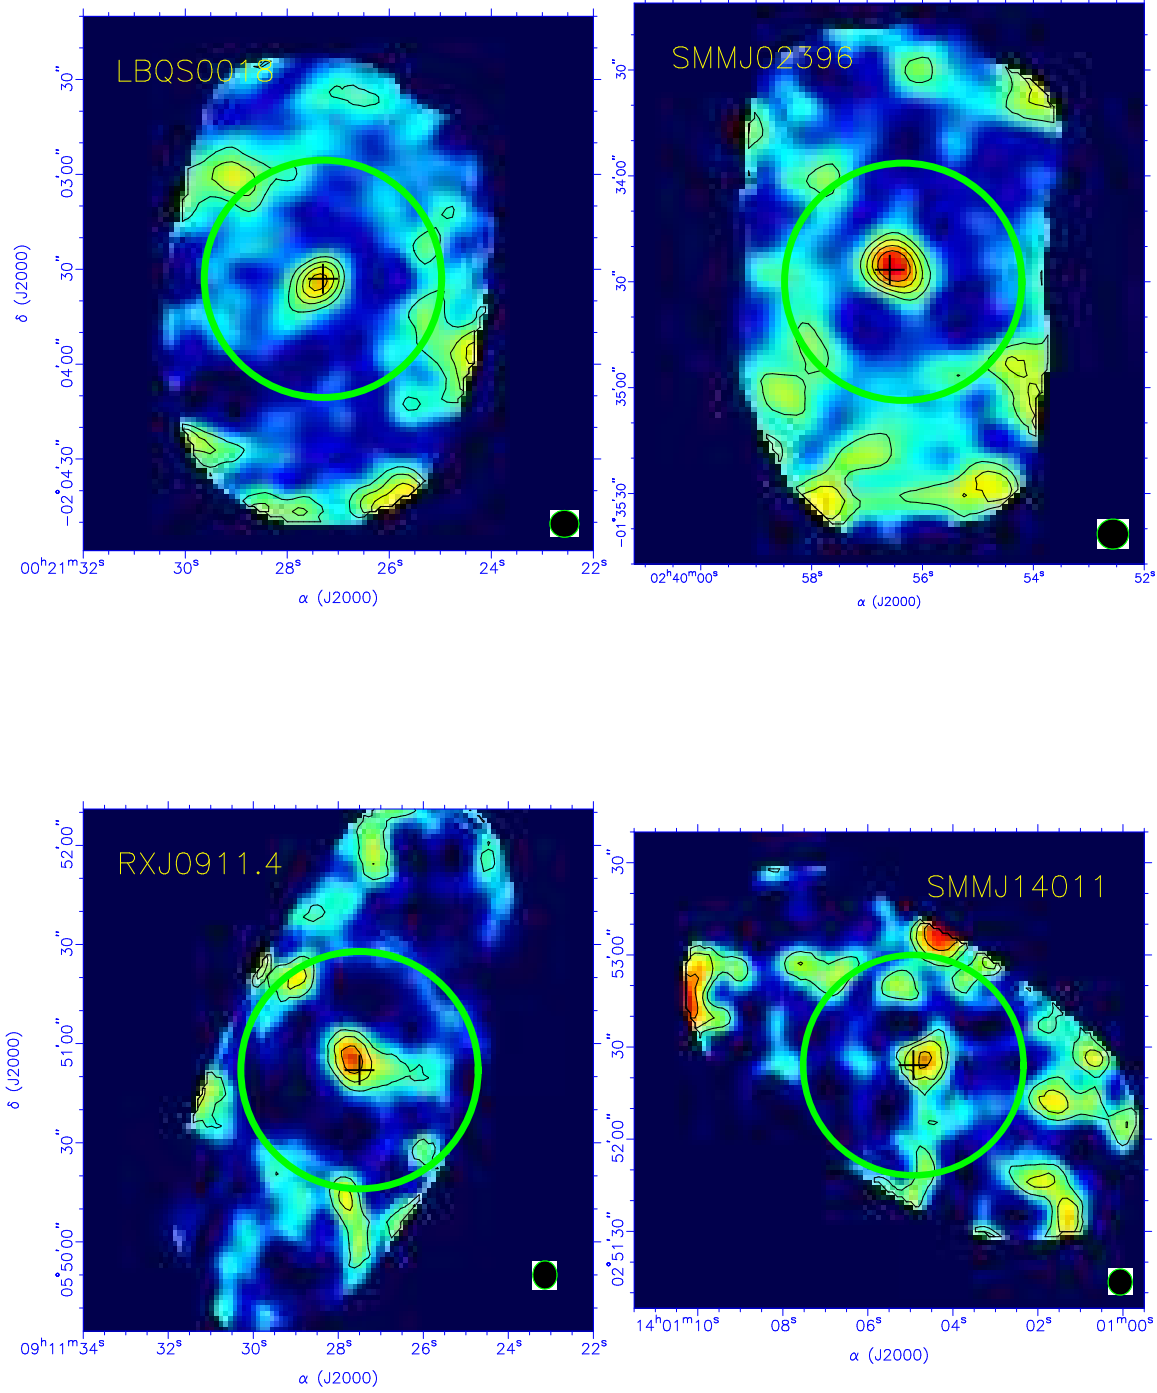 LBQS0018
30"
03'00"
30"
04'00"
−02°04'30"
δ (J2000)
00h21m32s 30s 28s 26s 24s 22s
α (J2000)
SMMJ02396
30"
34'00"
30"
35'00"
−01°35'30"
02h40m00s 58s 56s 54s 52s
α (J2000)
RXJ0911.4
52'00"
30"
51'00"
30"
05°50'00"
δ (J2000)
09h11m34s 32s 30s 28s 26s 24s 22s
α (J2000)
SMMJ14011
30"
53'00"
30"
52'00"
02°51'30"
14h01m10s 08s 06s 04s 02s 01m00s
α (J2000)